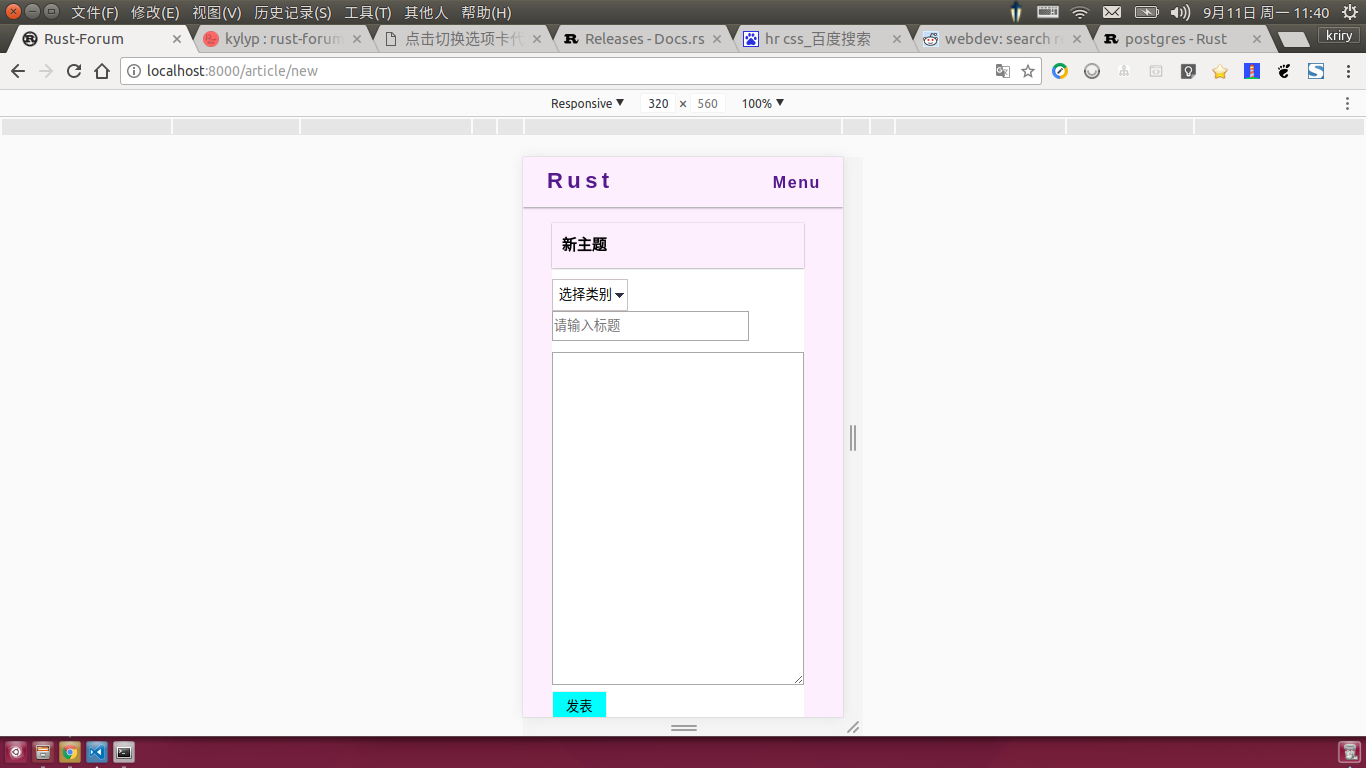 文件(F) 修改(E) 视图(V) 历史记录(S) 工具(T) 其他人 帮助(H) 9月11日 周一 11:40
Rust-Forum kylyp : rust-forum 点击切换选项卡代 Releases - Docs.rs hr css_百度搜索 webdev: search re postgres - Rust kriry
localhost:8000/article/new
Responsive 320 × 560 100%
Rust Menu
新主题
选择类别
请输入标题
发表